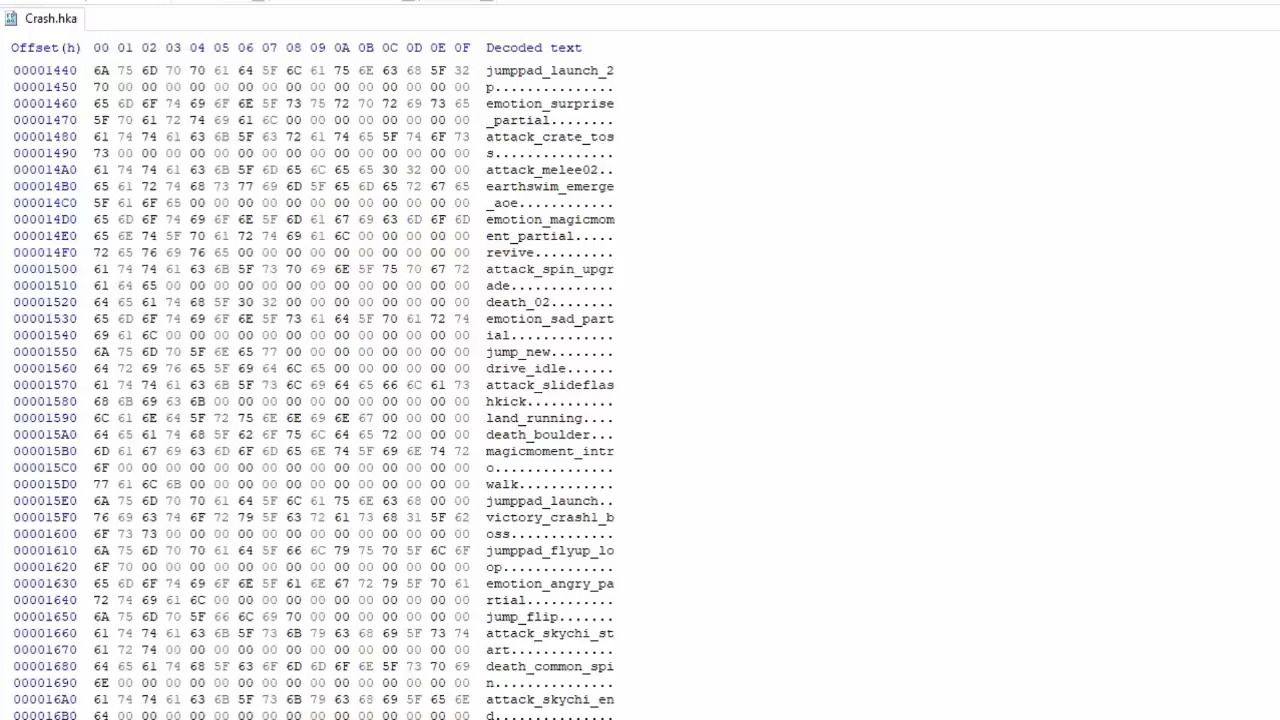 Crash.hka
Offset(h) 00 01 02 03 04 05 06 07 08 09 0A 0B 0C 0D 0E 0F Decoded text
00001440 6A 75 6D 70 70 61 64 5F 6C 61 75 6E 63 68 5F 32 jumppad_launch_2
00001450 70 00 00 00 00 00 00 00 00 00 00 00 00 00 00 00 p...............
00001460 65 6D 6F 74 69 6F 6E 5F 73 75 72 70 72 69 73 65 emotion_surprise
00001470 5F 70 61 72 74 69 61 6C 00 00 00 00 00 00 00 00 _partial........
00001480 61 74 74 61 63 6B 5F 63 72 61 74 65 5F 74 6F 73 attack_crate_tos
00001490 73 00 00 00 00 00 00 00 00 00 00 00 00 00 00 00 s...............
000014A0 61 74 74 61 63 6B 5F 6D 65 6C 65 65 30 32 00 00 attack_melee02..
000014B0 65 61 72 74 68 73 77 69 6D 5F 65 6D 65 72 67 65 earthswim_emerge
000014C0 5F 61 6F 65 00 00 00 00 00 00 00 00 00 00 00 00 _aoe............
000014D0 65 6D 6F 74 69 6F 6E 5F 6D 61 67 69 63 6D 6F 6D emotion_magicmom
000014E0 65 6E 74 5F 70 61 72 74 69 61 6C 00 00 00 00 00 ent_partial.....
000014F0 72 65 76 69 76 65 00 00 00 00 00 00 00 00 00 00 revive..........
00001500 61 74 74 61 63 6B 5F 73 70 69 6E 5F 75 70 67 72 attack_spin_upgr
00001510 61 64 65 00 00 00 00 00 00 00 00 00 00 00 00 00 ade.............
00001520 64 65 61 74 68 5F 30 32 00 00 00 00 00 00 00 00 death_02........
00001530 65 6D 6F 74 69 6F 6E 5F 73 61 64 5F 70 61 72 74 emotion_sad_part
00001540 69 61 6C 00 00 00 00 00 00 00 00 00 00 00 00 00 ial.............
00001550 6A 75 6D 70 5F 6E 65 77 00 00 00 00 00 00 00 00 jump_new........
00001560 64 72 69 76 65 5F 69 64 6C 65 00 00 00 00 00 00 drive_idle......
00001570 61 74 74 61 63 6B 5F 73 6C 69 64 65 66 6C 61 73 attack_slideflas
00001580 68 6B 69 63 6B 00 00 00 00 00 00 00 00 00 00 00 hkick...........
00001590 6C 61 6E 64 5F 72 75 6E 6E 69 6E 67 00 00 00 00 land_running....
000015A0 64 65 61 74 68 5F 62 6F 75 6C 64 65 72 00 00 00 death_boulder...
000015B0 6D 61 67 69 63 6D 6F 6D 65 6E 74 5F 69 6E 74 72 magicmoment_intr
000015C0 6F 00 00 00 00 00 00 00 00 00 00 00 00 00 00 00 o...............
000015D0 77 61 6C 6B 00 00 00 00 00 00 00 00 00 00 00 00 walk............
000015E0 6A 75 6D 70 70 61 64 5F 6C 61 75 6E 63 68 00 00 jumppad_launch..
000015F0 76 69 63 74 6F 72 79 5F 63 72 61 73 68 31 5F 62 victory_crash1_b
00001600 6F 73 73 00 00 00 00 00 00 00 00 00 00 00 00 00 oss.............
00001610 6A 75 6D 70 70 61 64 5F 66 6C 79 75 70 5F 6C 6F jumppad_flyup_lo
00001620 6F 70 00 00 00 00 00 00 00 00 00 00 00 00 00 00 op..............
00001630 65 6D 6F 74 69 6F 6E 5F 61 6E 67 72 79 5F 70 61 emotion_angry_pa
00001640 72 74 69 61 6C 00 00 00 00 00 00 00 00 00 00 00 rtial...........
00001650 6A 75 6D 70 5F 66 6C 69 70 00 00 00 00 00 00 00 jump_flip.......
00001660 61 74 74 61 63 6B 5F 73 6B 79 63 68 69 5F 73 74 attack_skychi_st
00001670 61 72 74 00 00 00 00 00 00 00 00 00 00 00 00 00 art.............
00001680 64 65 61 74 68 5F 63 6F 6D 6D 6F 6E 5F 73 70 69 death_common_spi
00001690 6E 00 00 00 00 00 00 00 00 00 00 00 00 00 00 00 n...............
000016A0 61 74 74 61 63 6B 5F 73 6B 79 63 68 69 5F 65 6E attack_skychi_en
000016B0 64 00 00 00 00 00 00 00 00 00 00 00 00 00 00 00 d...............